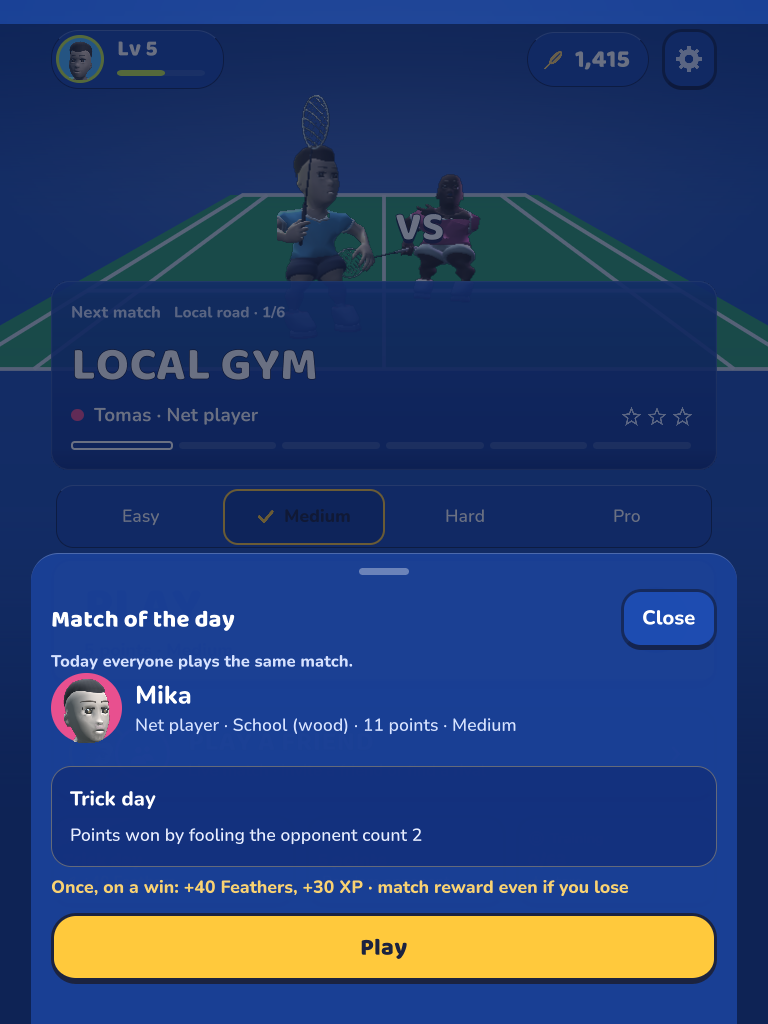 Lv 5
1,415
VS
Next match Local road · 1/6
LOCAL GYM
Tomas · Net player
Easy
Medium
Hard
Pro
Match of the day
Close
Today everyone plays the same match.
Mika
Net player · School (wood) · 11 points · Medium
Trick day
Points won by fooling the opponent count 2
Once, on a win: +40 Feathers, +30 XP · match reward even if you lose
Play